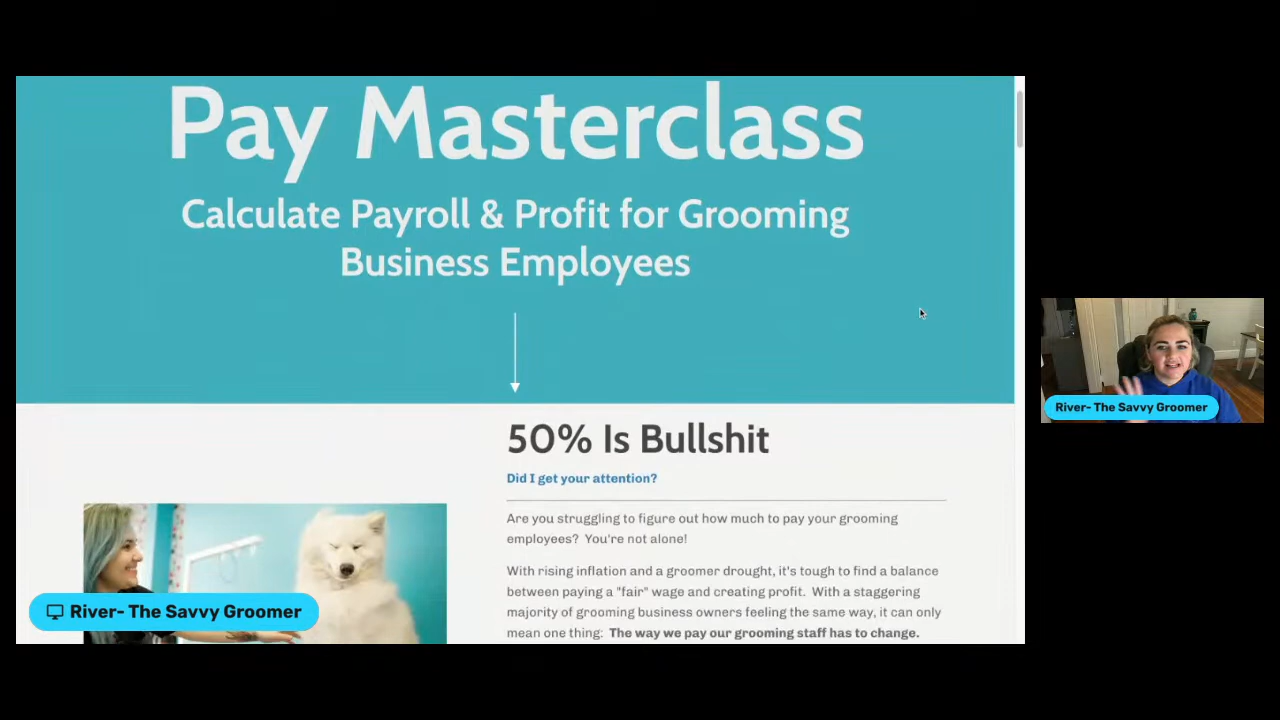 Pay Masterclass
Calculate Payroll & Profit for Grooming
Business Employees
50% Is Bullshit
Did I get your attention?
Are you struggling to figure out how much to pay your grooming
employees? You're not alone!
With rising inflation and a groomer drought, it's tough to find a balance
between paying a "fair" wage and creating profit. With a staggering
majority of grooming business owners feeling the same way, it can only
mean one thing: The way we pay our grooming staff has to change.
River- The Savvy Groomer
River- The Savvy Groomer